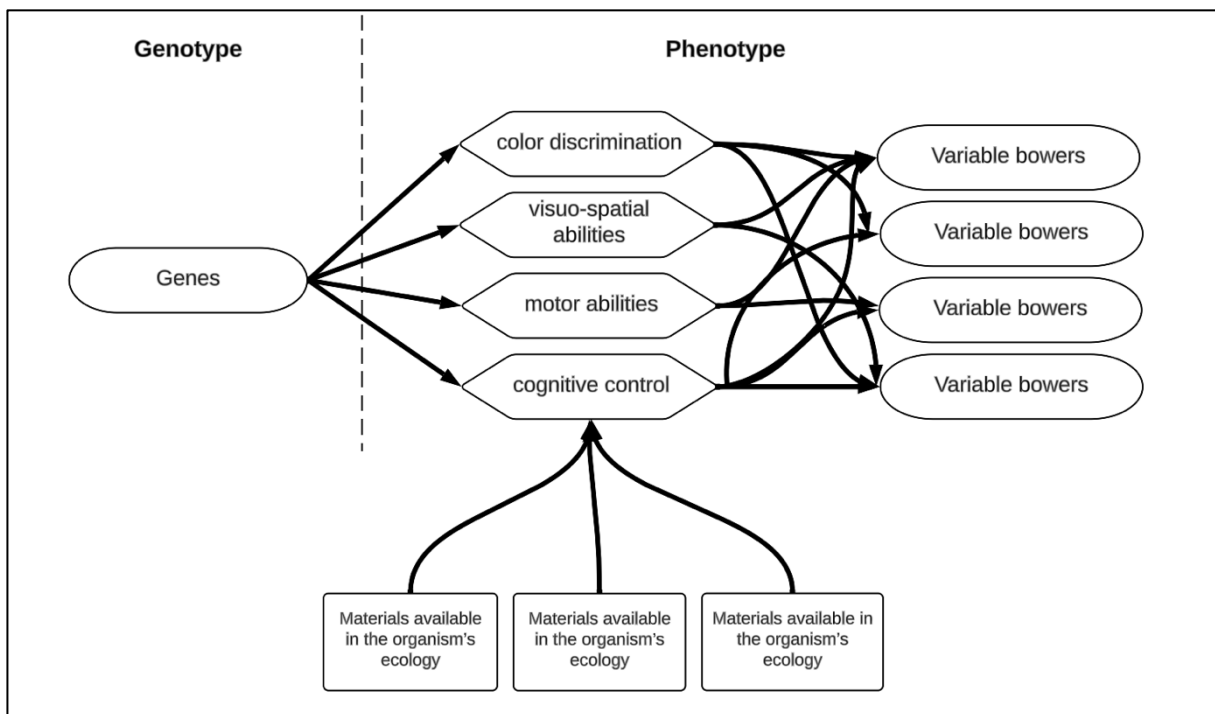 Genotype
Phenotype
Genes
color discrimination
visuo-spatial
abilities
motor abilities
cognitive control
Variable bowers
Variable bowers
Variable bowers
Variable bowers
Materials available
in the organism's
ecology
Materials available
in the organism's
ecology
Materials available in
the organism's
ecology